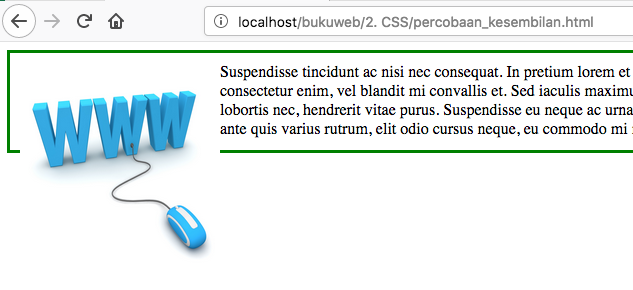 localhost/bukuweb/2. CSS/percobaan_kesembilan.html
WWW
Suspendisse tincidunt ac nisi nec consequat. In pretium lorem et
consectetur enim, vel blandit mi convallis et. Sed iaculis maximu
lobortis nec, hendrerit vitae purus. Suspendisse eu neque ac urna
ante quis varius rutrum, elit odio cursus neque, eu commodo mi